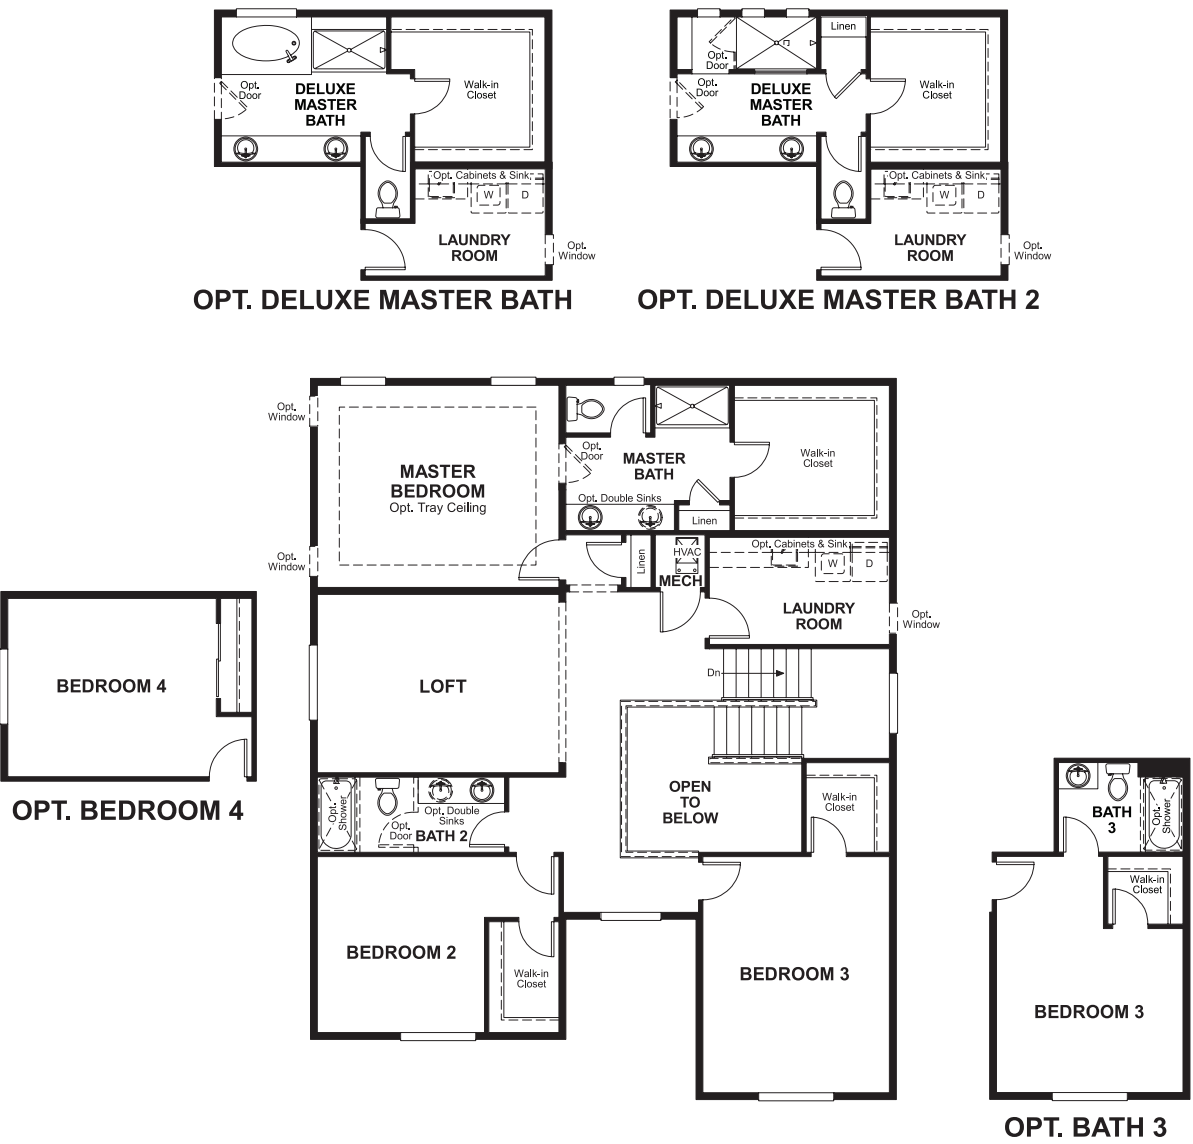 Opt.
Door
DELUXE
MASTER
BATH
Walk-in
Closet
Opt. Cabinets & Sink
W
D
LAUNDRY
ROOM
Opt.
Window
OPT. DELUXE MASTER BATH
Linen
Opt.
Door
Opt.
Door
DELUXE
MASTER
BATH
Walk-in
Closet
Opt. Cabinets & Sink
W
D
LAUNDRY
ROOM
Opt.
Window
OPT. DELUXE MASTER BATH 2
Opt.
Window
MASTER
BEDROOM
Opt. Tray Ceiling
Opt.
Window
Opt.
Door
MASTER
BATH
Opt. Double Sinks
Linen
Walk-in
Closet
Linen
HVAC
MECH
Opt. Cabinets & Sink
W
D
LAUNDRY
ROOM
Opt.
Window
BEDROOM 4
OPT. BEDROOM 4
LOFT
Dn
OPEN
TO
BELOW
Opt.
Shower
Opt.
Door
Opt. Double
Sinks
BATH 2
Walk-in
Closet
BEDROOM 2
Walk-in
Closet
BEDROOM 3
BATH
3
Opt.
Shower
Walk-in
Closet
BEDROOM 3
OPT. BATH 3